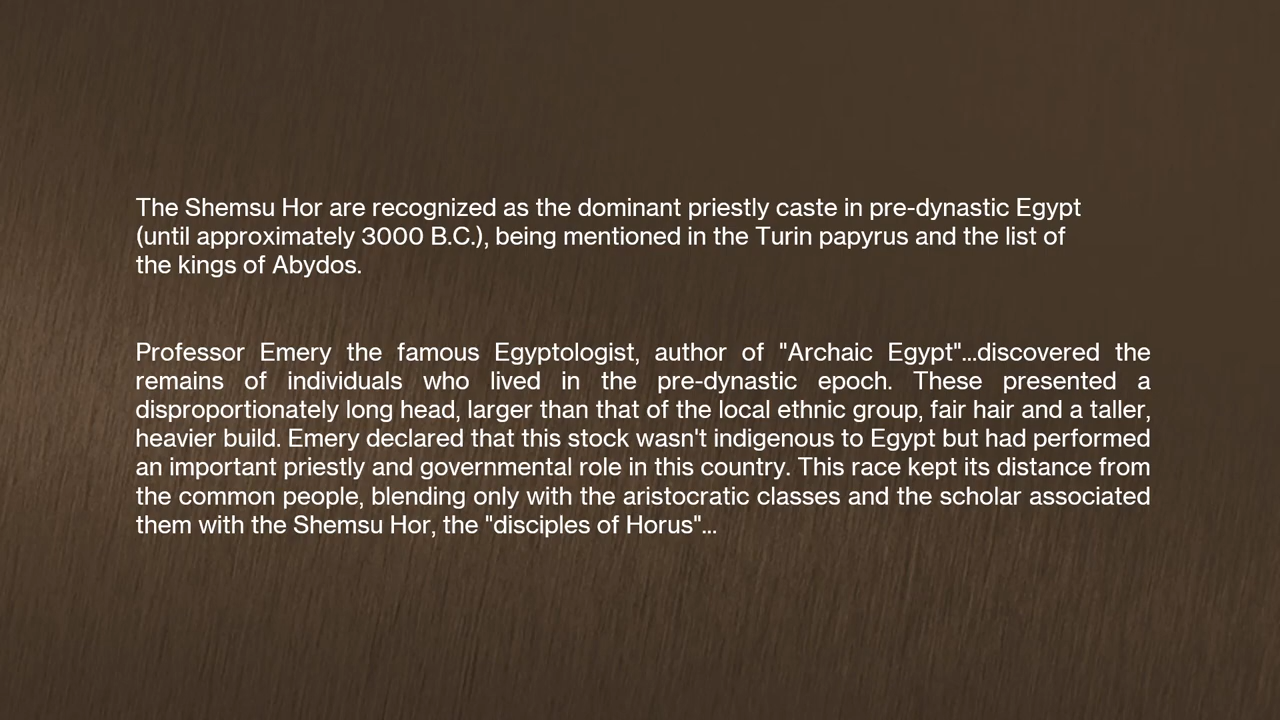 The Shemsu Hor are recognized as the dominant priestly caste in pre-dynastic Egypt
(until approximately 3000 B.C.), being mentioned in the Turin papyrus and the list of
the kings of Abydos.
Professor Emery the famous Egyptologist, author of "Archaic Egypt"...discovered the
remains of individuals who lived in the pre-dynastic epoch. These presented a
disproportionately long head, larger than that of the local ethnic group, fair hair and a taller,
heavier build. Emery declared that this stock wasn't indigenous to Egypt but had performed
an important priestly and governmental role in this country. This race kept its distance from
the common people, blending only with the aristocratic classes and the scholar associated
them with the Shemsu Hor, the "disciples of Horus"...